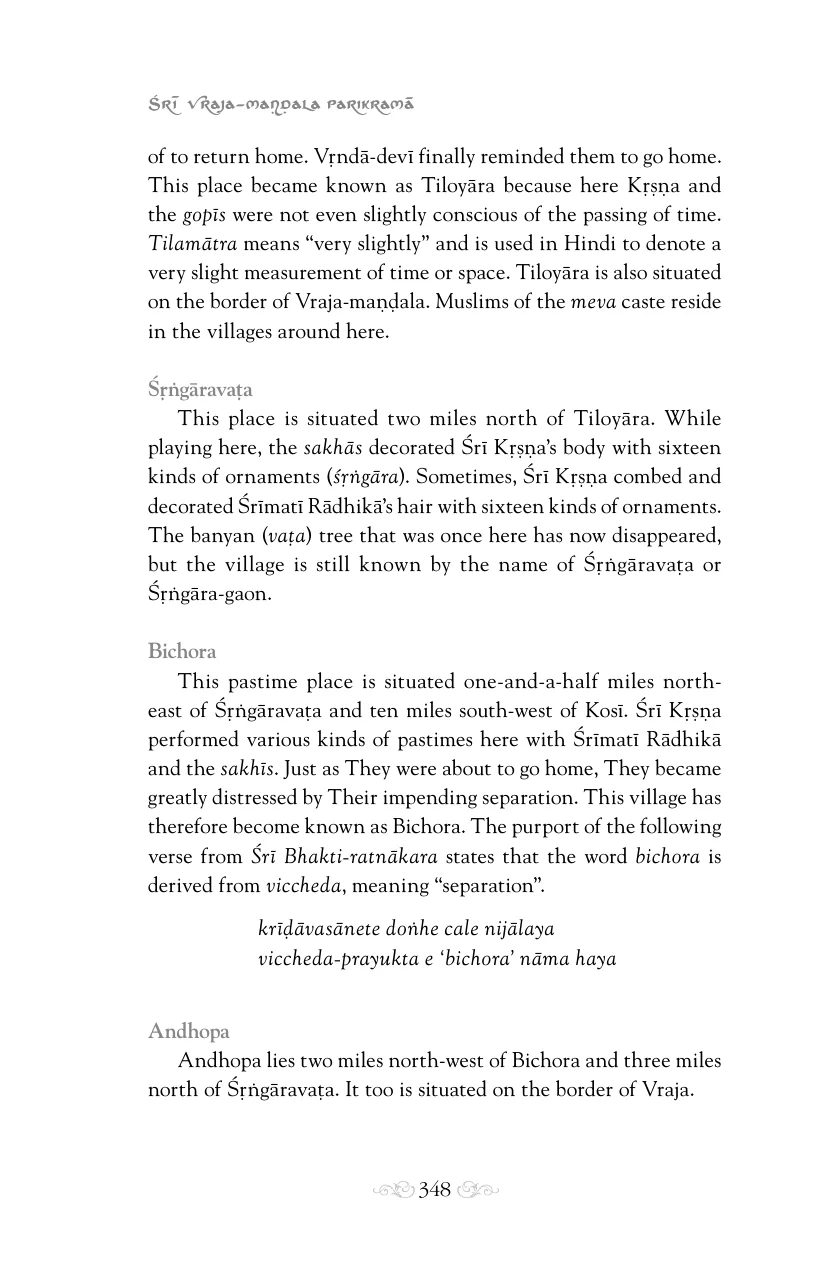 Śrī Vraja-maṇḍala Parikramā
of to return home. Vṛndā-devī finally reminded them to go home.
This place became known as Tiloyāra because here Kṛṣṇa and
the gopīs were not even slightly conscious of the passing of time.
Tilamātra means “very slightly” and is used in Hindi to denote a
very slight measurement of time or space. Tiloyāra is also situated
on the border of Vraja-maṇḍala. Muslims of the meva caste reside
in the villages around here.
Śṛṅgāravaṭa
This place is situated two miles north of Tiloyāra. While
playing here, the sakhās decorated Śrī Kṛṣṇa’s body with sixteen
kinds of ornaments (śṛṅgāra). Sometimes, Śrī Kṛṣṇa combed and
decorated Śrīmatī Rādhikā’s hair with sixteen kinds of ornaments.
The banyan (vaṭa) tree that was once here has now disappeared,
but the village is still known by the name of Śṛṅgāravaṭa or
Śṛṅgāra-gaon.
Bichora
This pastime place is situated one-and-a-half miles north-
east of Śṛṅgāravaṭa and ten miles south-west of Kosī. Śrī Kṛṣṇa
performed various kinds of pastimes here with Śrīmatī Rādhikā
and the sakhīs. Just as They were about to go home, They became
greatly distressed by Their impending separation. This village has
therefore become known as Bichora. The purport of the following
verse from Śrī Bhakti-ratnākara states that the word bichora is
derived from viccheda, meaning “separation”.
krīḍāvasānete doṅhe cale nijālaya
viccheda-prayukta e ‘bichora’ nāma haya
Andhopa
Andhopa lies two miles north-west of Bichora and three miles
north of Śṛṅgāravaṭa. It too is situated on the border of Vraja.
348